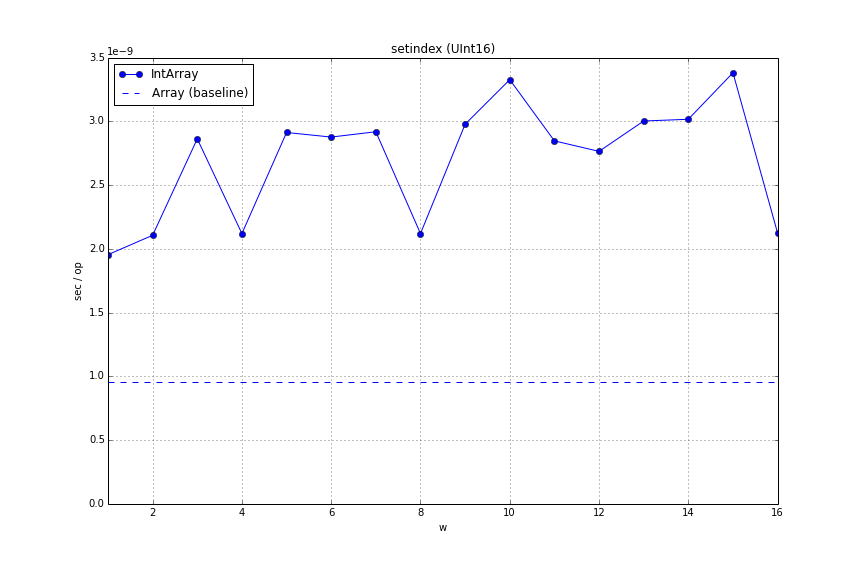 setindex (UInt16)
1e−9
IntArray
Array (baseline)
3.5
3.0
2.5
2.0
1.5
1.0
0.5
0.0
sec / op
2 4 6 8 10 12 14 16
w